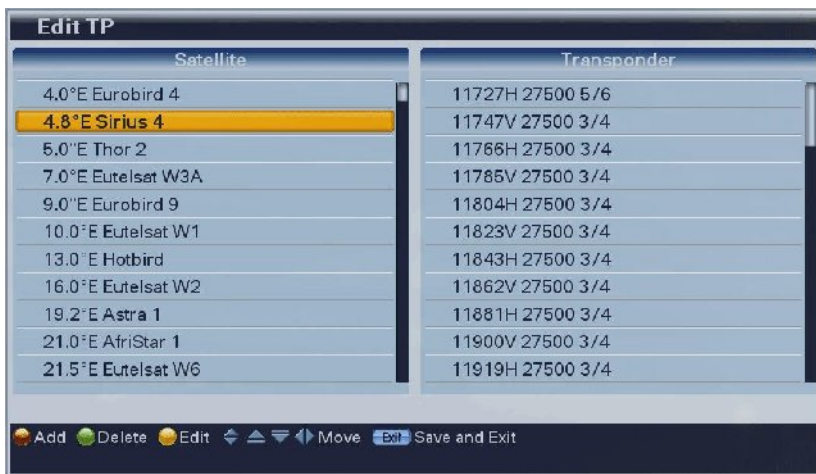 Edit TP
Satellite
4.0°E Eurobird 4
4.8°E Sirius 4
5.0°E Thor 2
7.0°E Eutelsat W3A
9.0°E Eurobird 9
10.0°E Eutelsat W1
13.0°E Hotbird
16.0°E Eutelsat W2
19.2°E Astra 1
21.0°E AfriStar 1
21.5°E Eutelsat W6
Transponder
11727H 27500 5/6
11747V 27500 3/4
11766H 27500 3/4
11785V 27500 3/4
11804H 27500 3/4
11823V 27500 3/4
11843H 27500 3/4
11862V 27500 3/4
11881H 27500 3/4
11900V 27500 3/4
11919H 27500 3/4
Add Delete Edit Move Exit Save and Exit